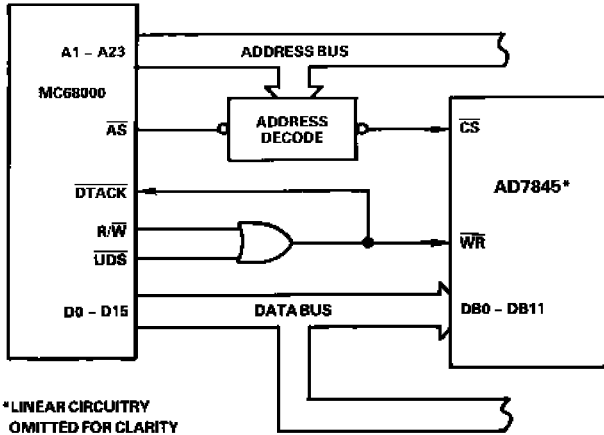 A1 – A23
ADDRESS BUS
MC68000
AS
ADDRESS
DECODE
CS
AD7845*
DTACK
R/W
UDS
WR
D0 – D15
DATA BUS
DB0 – DB11
*LINEAR CIRCUITRY
OMITTED FOR CLARITY